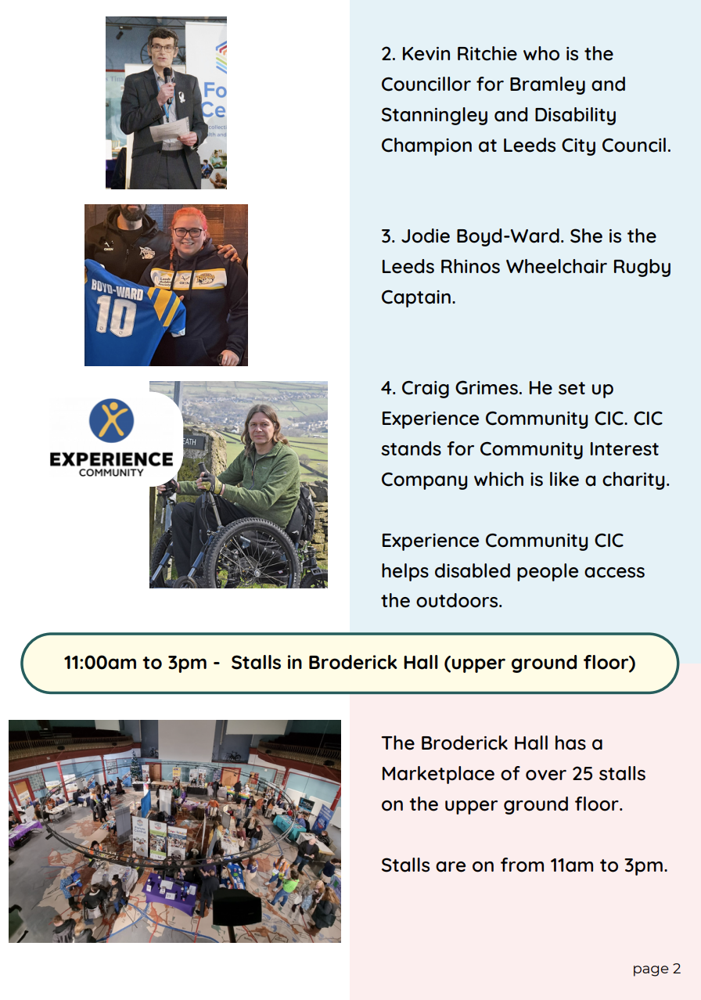 Fo
Ce
2. Kevin Ritchie who is the
Councillor for Bramley and
Stanningley and Disability
Champion at Leeds City Council.
BOYD-WARD
10
3. Jodie Boyd-Ward. She is the
Leeds Rhinos Wheelchair Rugby
Captain.
EXPERIENCE
COMMUNITY
EATH
4. Craig Grimes. He set up
Experience Community CIC. CIC
stands for Community Interest
Company which is like a charity.
Experience Community CIC
helps disabled people access
the outdoors.
11:00am to 3pm - Stalls in Broderick Hall (upper ground floor)
The Broderick Hall has a
Marketplace of over 25 stalls
on the upper ground floor.
Stalls are on from 11am to 3pm.
page 2